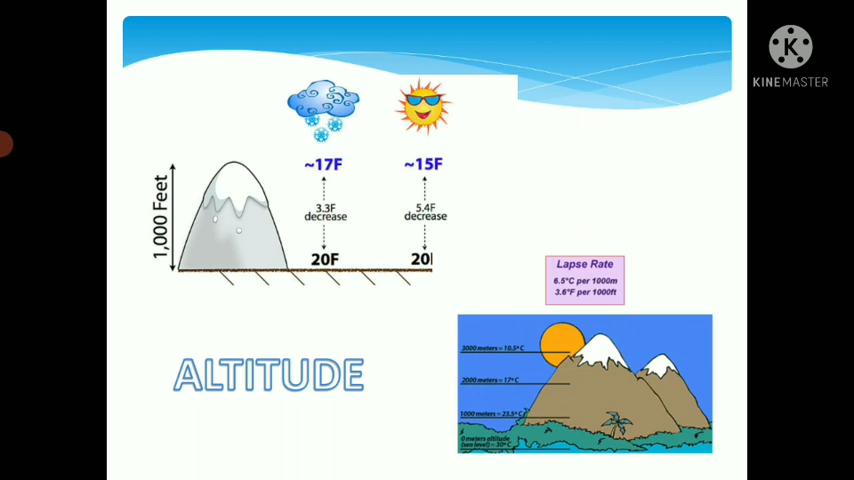 K
KINEMASTER
~17F
~15F
1,000 Feet
3.3F
decrease
5.4F
decrease
20F
20
Lapse Rate
6.5°C per 1000m
3.6°F per 1000ft
ALTITUDE
3000 meters = 10.5° C
2000 meters = 17° C
1000 meters = 23.5° C
0 meters altitude
(sea level) = 30° C